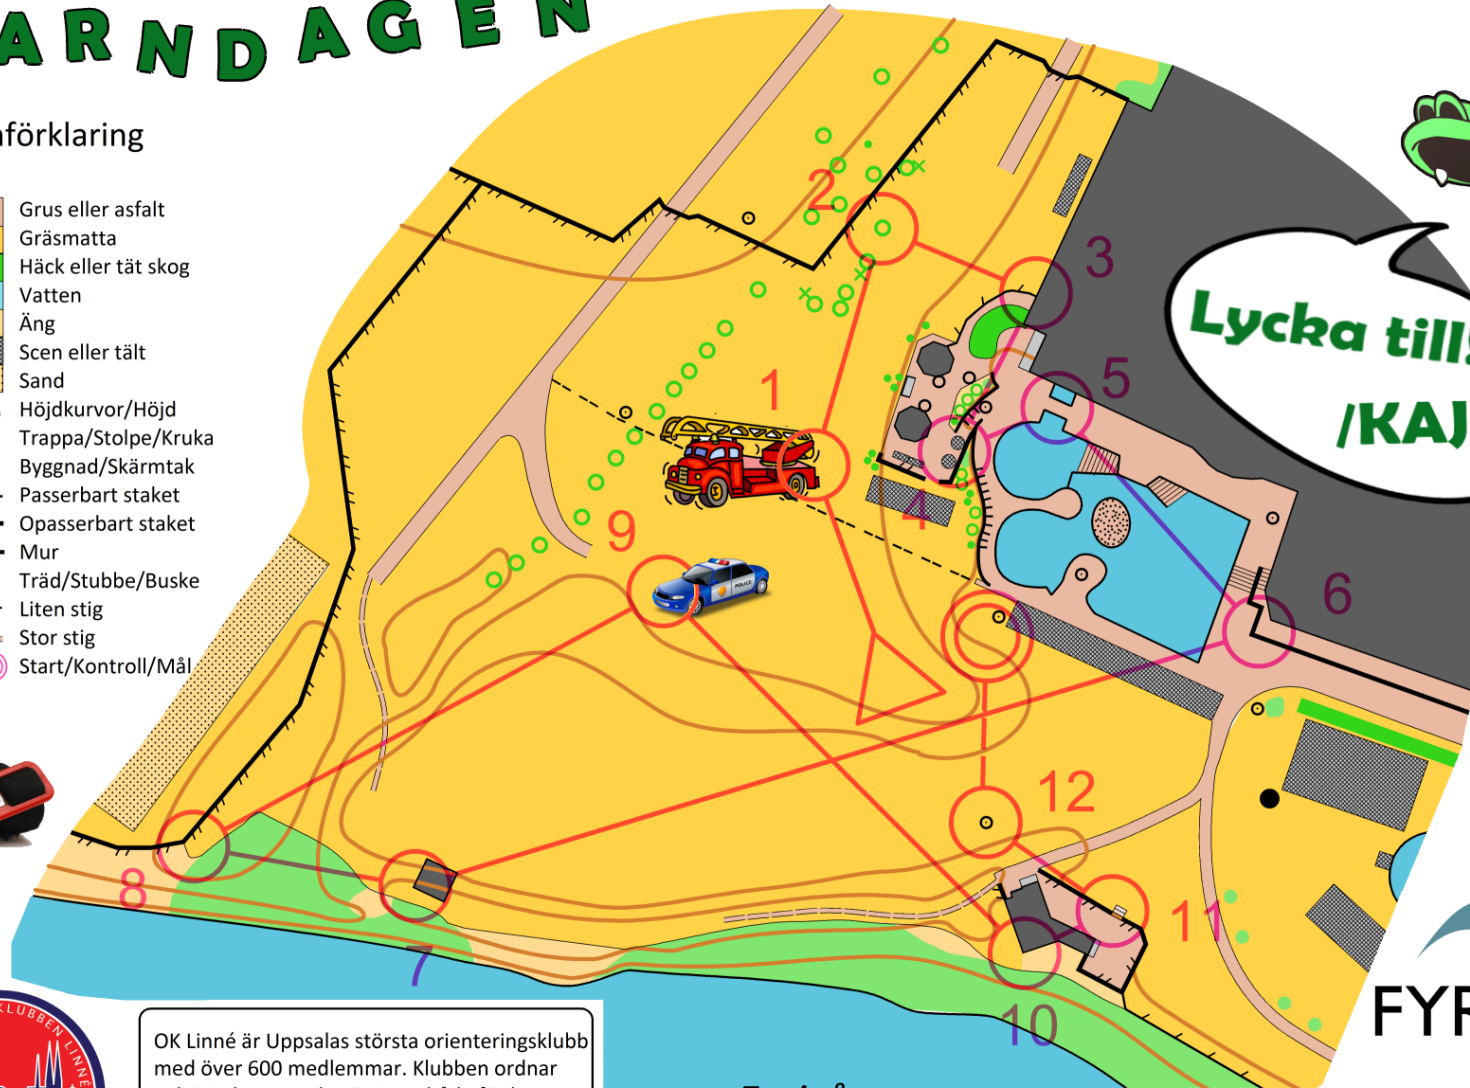 ARNDAGEN
förklaring
Grus eller asfalt
Gräsmatta
Häck eller tät skog
Vatten
Äng
Scen eller tält
Sand
Höjdkurvor/Höjd
Trappa/Stolpe/Kruka
Byggnad/Skärmtak
Passerbart staket
Opasserbart staket
Mur
Träd/Stubbe/Buske
Liten stig
Stor stig
Start/Kontroll/Mål
1
2
3
4
5
6
7
8
9
10
11
12
POLICE
Lycka till!
/KAJ
FYR
KLUBBEN LINNÉ
OK Linné är Uppsalas största orienteringsklubb
med över 600 medlemmar. Klubben ordnar